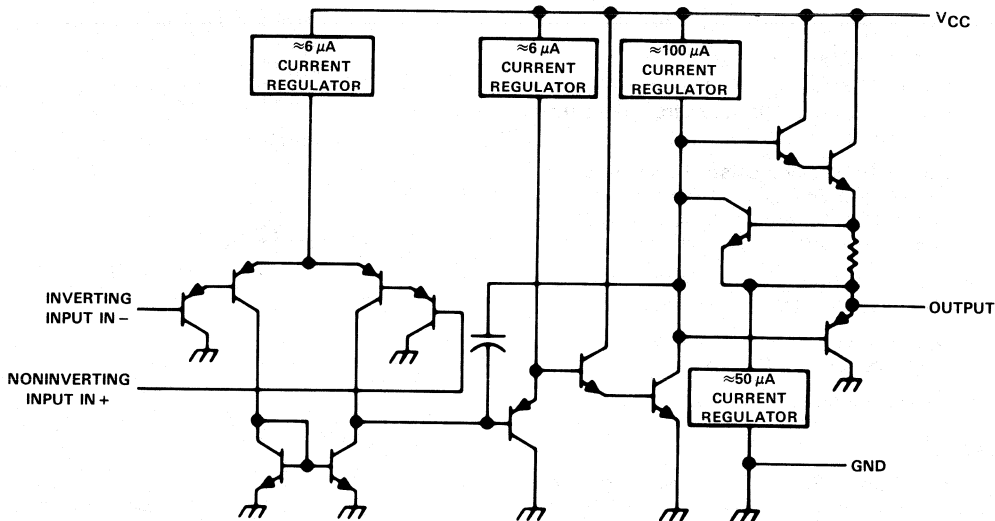 VCC
≈6 μA
CURRENT
REGULATOR
≈6 μA
CURRENT
REGULATOR
≈100 μA
CURRENT
REGULATOR
INVERTING
INPUT IN−
OUTPUT
NONINVERTING
INPUT IN+
≈50 μA
CURRENT
REGULATOR
GND